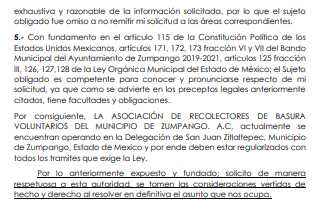 exhaustiva y razonable de la información solicitada, por lo que el sujeto
obligado fue omiso a no remitir mi solicitud a las áreas correspondientes.
5.- Con fundamento en el artículo 115 de la Constitución Política de los
Estados Unidos Mexicanos, artículos 171, 172, 173 fracción VI y VII del Bando
Municipal del Ayuntamiento de Zumpango 2019-2021, artículos 125 fracción
III, 126, 127,128 de la Ley Orgánica Municipal del Estado de México; el Sujeto
obligado es competente para conocer y pronunciarse respecto de mi
solicitud, ya que como se advierte en los preceptos legales anteriormente
citados, tiene facultades y obligaciones.
Por consiguiente, LA ASOCIACIÓN DE RECOLECTORES DE BASURA
VOLUNTARIOS DEL MUNICIPIO DE ZUMPANGO. A.C, actualmente se
encuentran operando en la Delegación de San Juan Zitlaltepec, Municipio
de Zumpango, Estado de México y por ende deben estar regularizados con
todos los tramites que exige la Ley.
Por lo anteriormente expuesto y fundado; solicito de manera
respetuosa a esta autoridad, se tomen las consideraciones vertidas de
hecho y derecho al resolver en definitiva el asunto que nos ocupa.